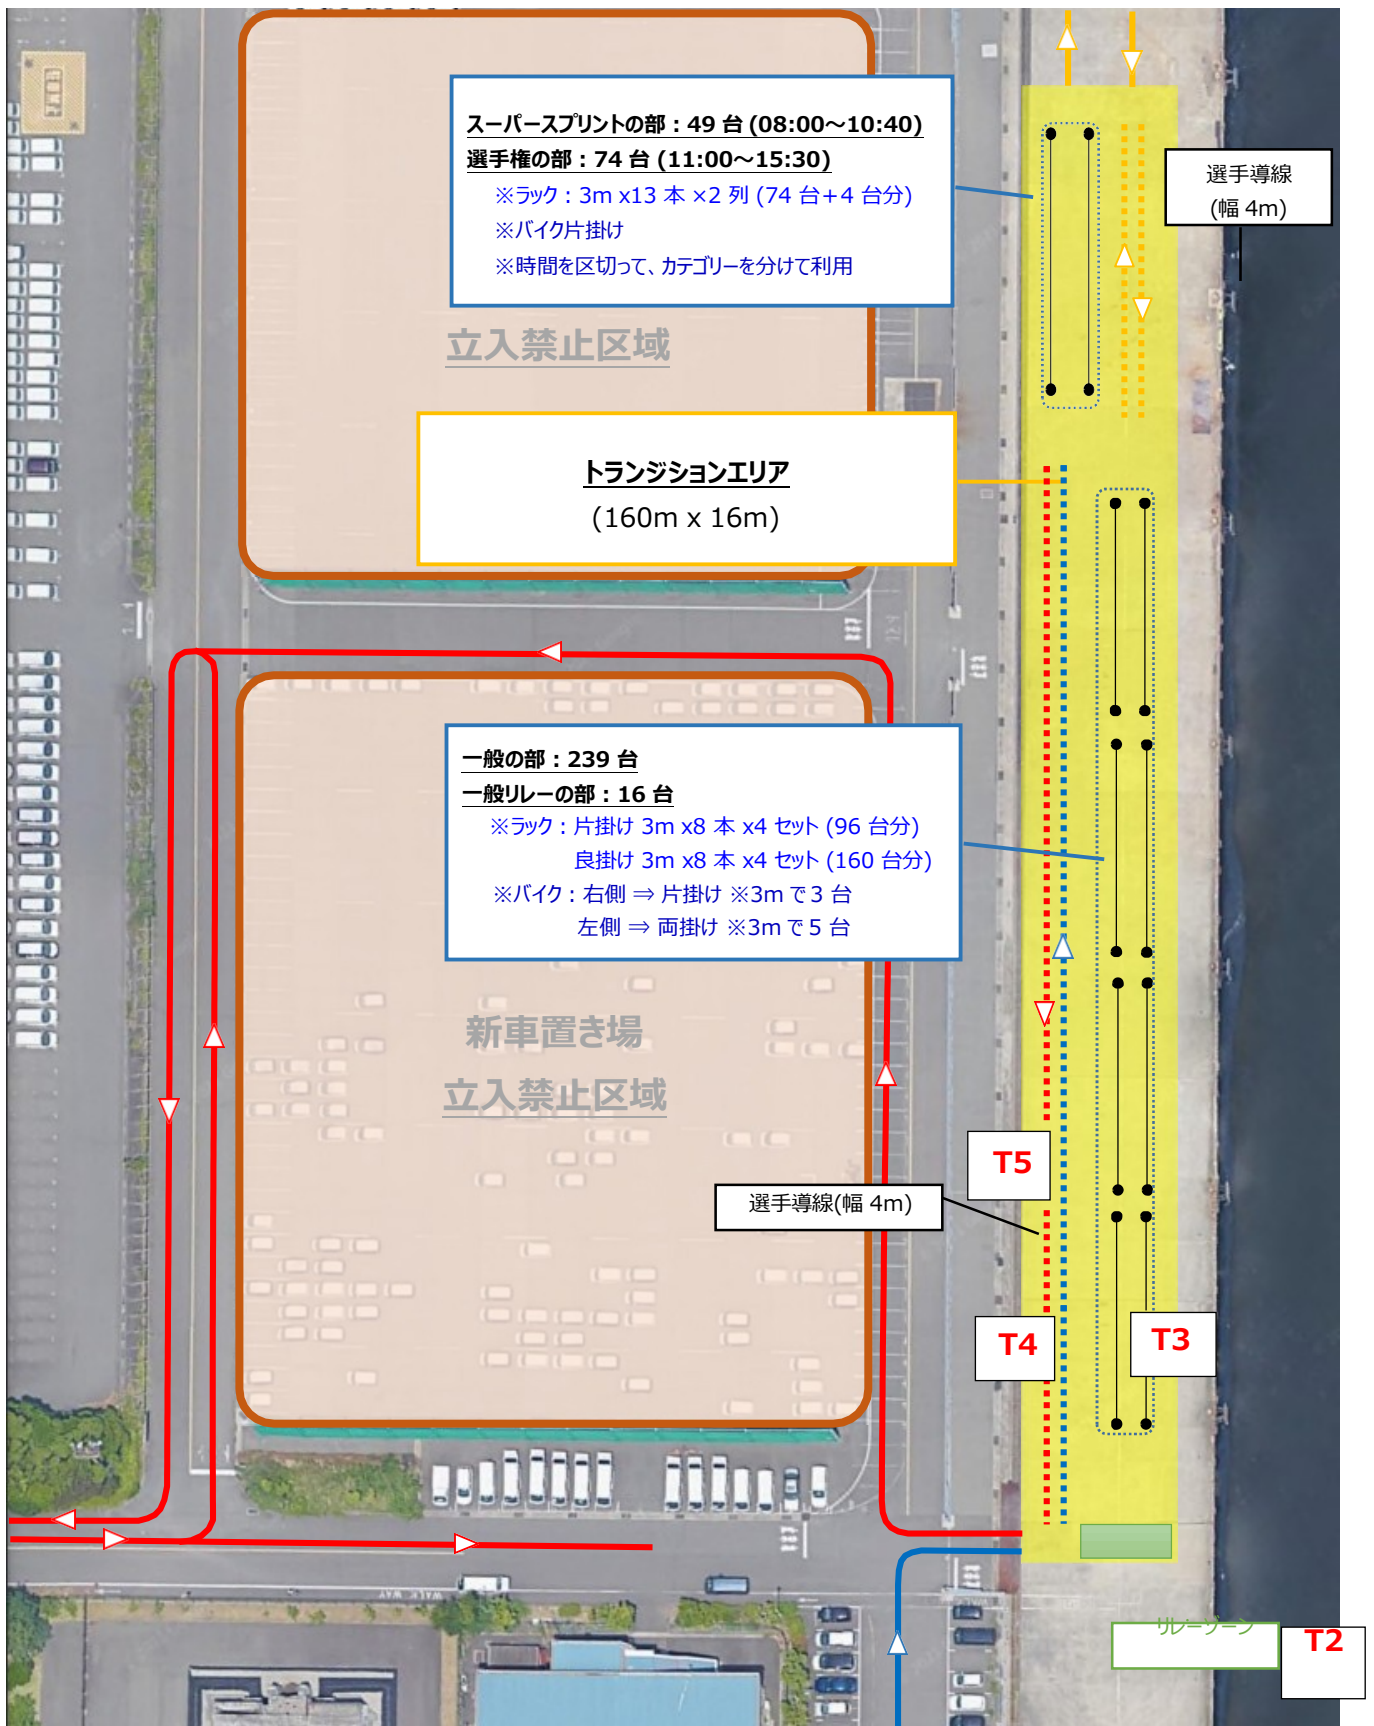 スーパースプリントの部：49 台 (08:00～10:40)
選手権の部：74 台 (11:00～15:30)
※ラック：3m x13 本 ×2 列 (74 台＋4 台分)
※バイク片掛け
※時間を区切って、カテゴリーを分けて利用
選手導線
(幅 4m)
立入禁止区域
トランジションエリア
(160m x 16m)
一般の部：239 台
一般リレーの部：16 台
※ラック：片掛け 3m x8 本 x4 セット (96 台分)
良掛け 3m x8 本 x4 セット (160 台分)
※バイク：右側 ⇒ 片掛け ※3m で 3 台
左側 ⇒ 両掛け ※3m で 5 台
新車置き場
立入禁止区域
T5
選手導線(幅 4m)
T4
T3
WALK WAY
リレーゾーン
T2